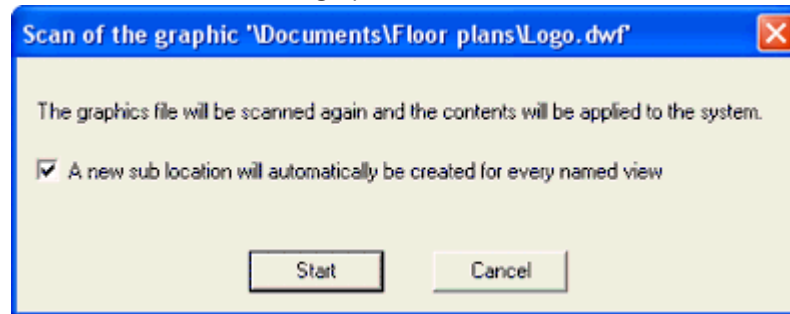 Scan of the graphic '\Documents\Floor plans\Logo.dwf'
The graphics file will be scanned again and the contents will be applied to the system.
A new sub location will automatically be created for every named view
Start Cancel